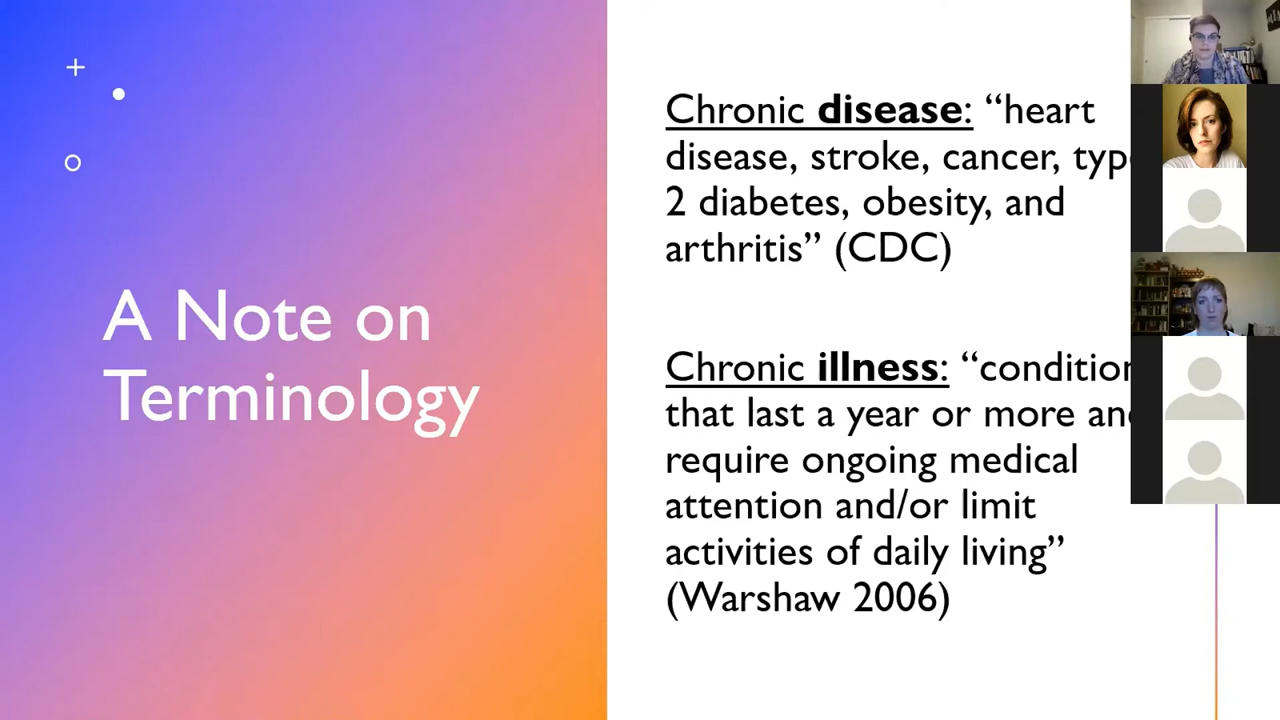 A Note on
Terminology
Chronic disease: “heart
disease, stroke, cancer, typ
2 diabetes, obesity, and
arthritis” (CDC)
Chronic illness: “condition
that last a year or more an
require ongoing medical
attention and/or limit
activities of daily living”
(Warshaw 2006)